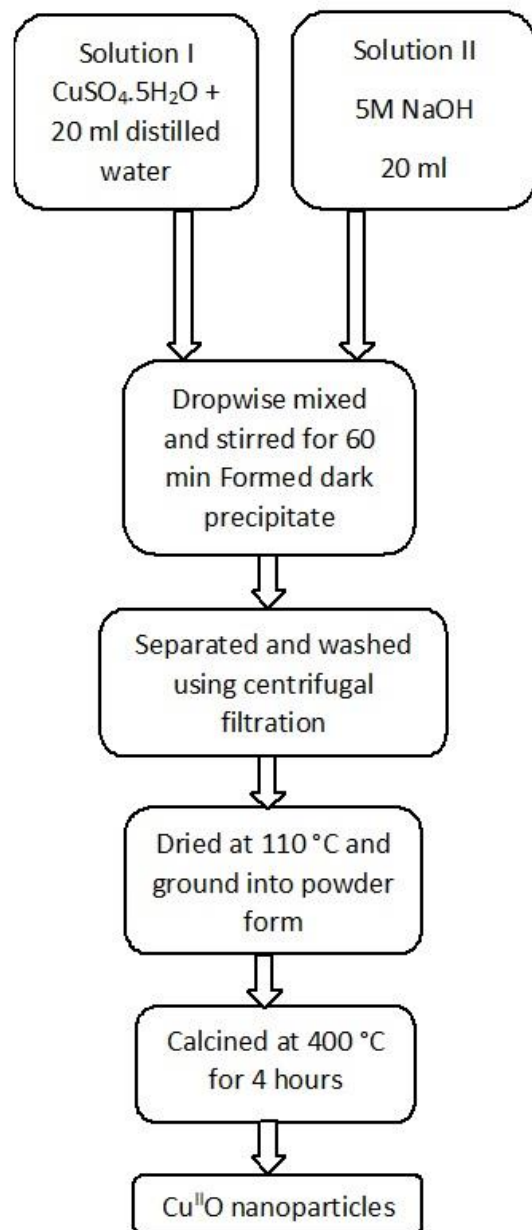 Solution I
CuSO₄.5H₂O +
20 ml distilled
water
Solution II
5M NaOH
20 ml
Dropwise mixed
and stirred for 60
min Formed dark
precipitate
Separated and washed
using centrifugal
filtration
Dried at 110 °C and
ground into powder
form
Calcined at 400 °C
for 4 hours
CuᴵᴵO nanoparticles